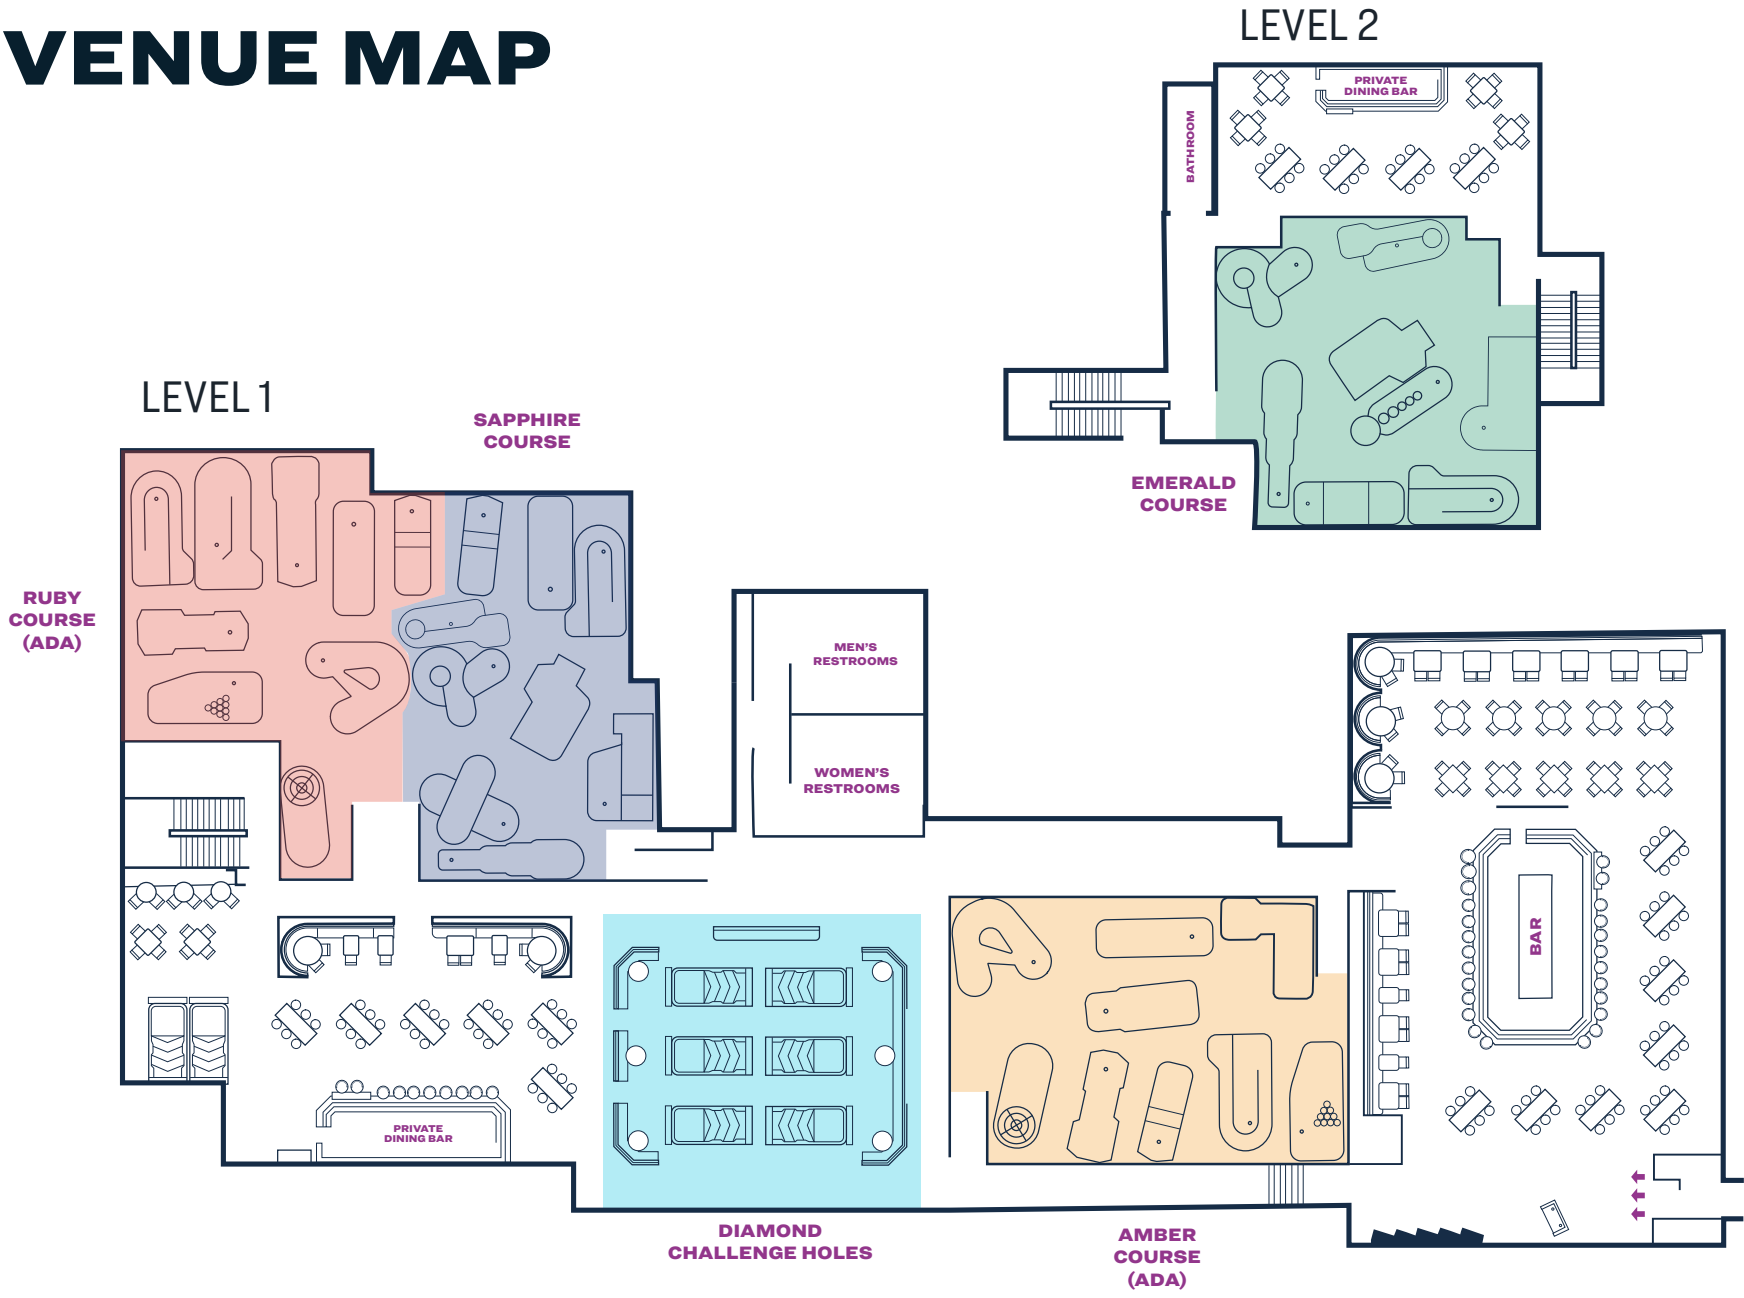 VENUE MAP
LEVEL 2
PRIVATE
DINING BAR
BATHROOM
EMERALD
COURSE
LEVEL 1
SAPPHIRE
COURSE
RUBY
COURSE
(ADA)
MEN'S
RESTROOMS
WOMEN'S
RESTROOMS
BAR
PRIVATE
DINING BAR
DIAMOND
CHALLENGE HOLES
AMBER
COURSE
(ADA)